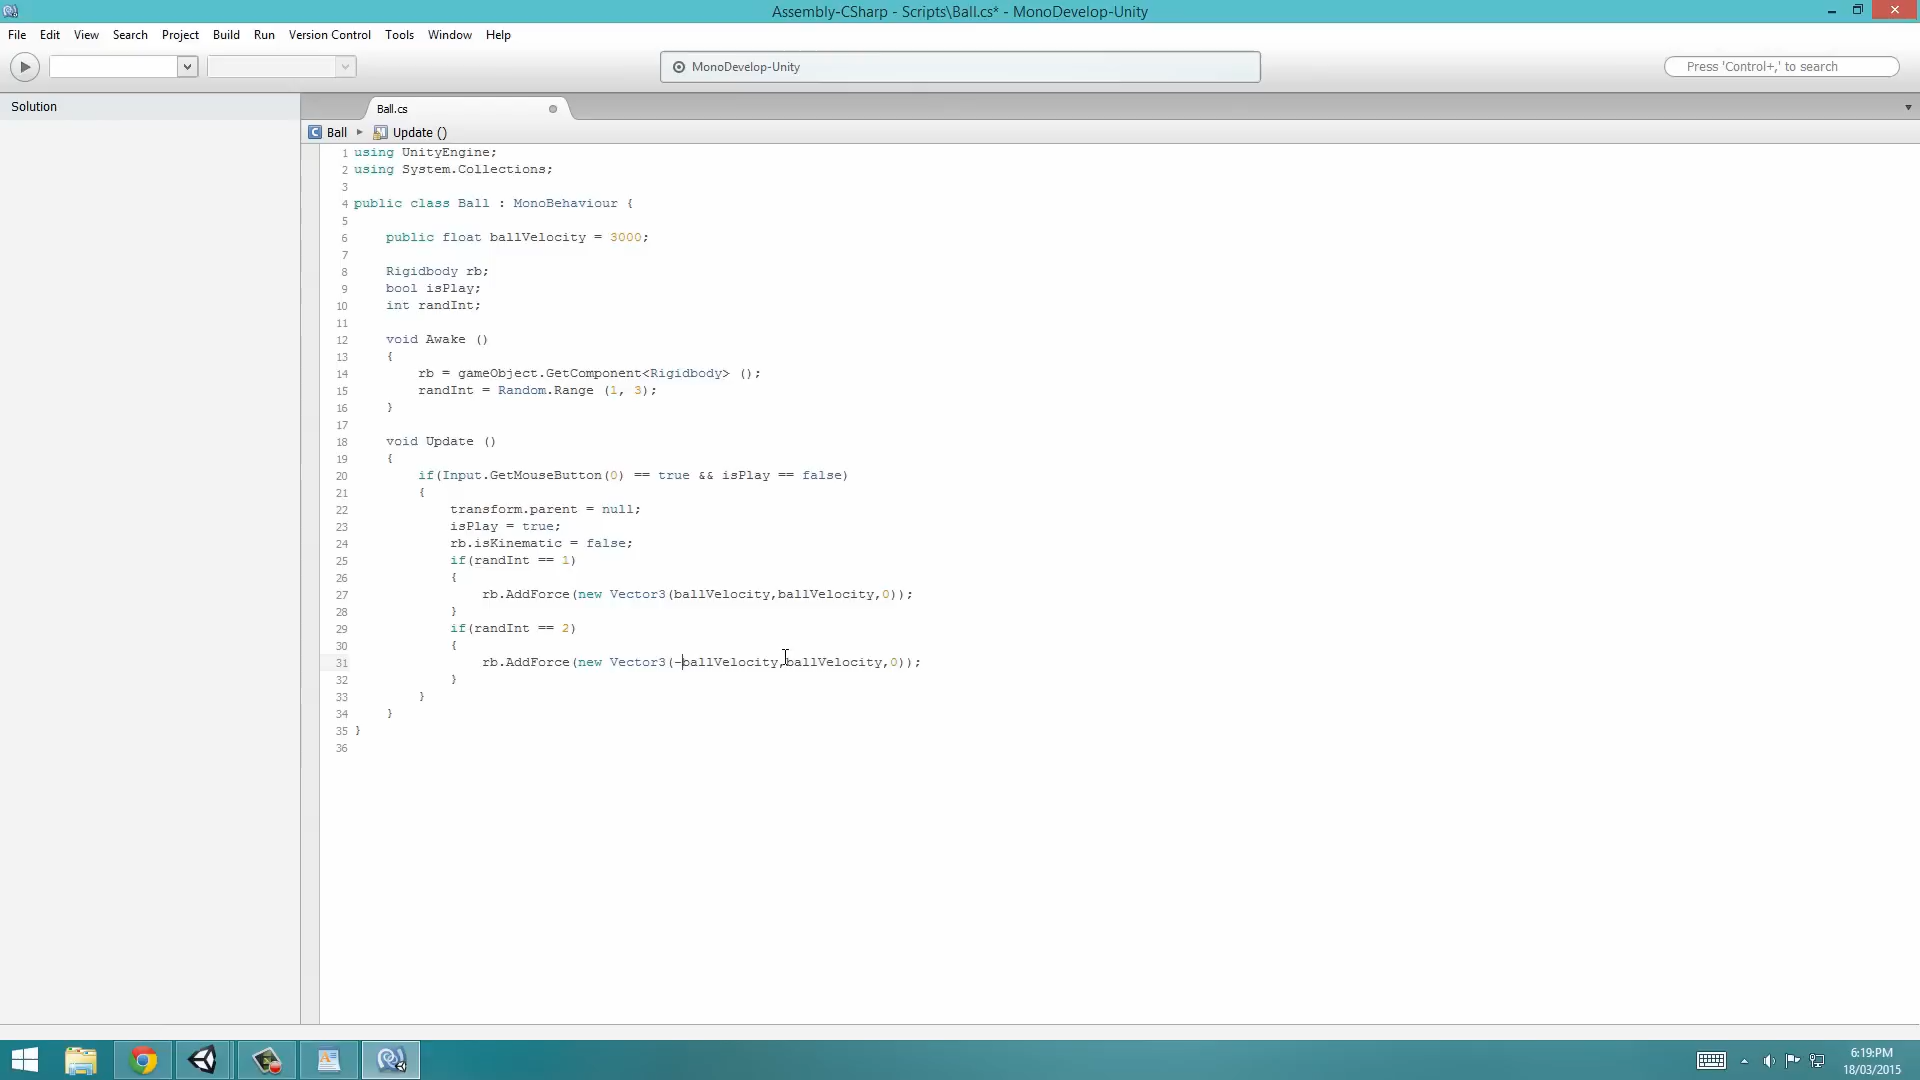 Assembly-CSharp - Scripts\Ball.cs* - MonoDevelop-Unity
File Edit View Search Project Build Run Version Control Tools Window Help
MonoDevelop-Unity
Press 'Control+,' to search
Solution
Ball.cs
Ball Update ()
1 using UnityEngine;
2 using System.Collections;
3
4 public class Ball : MonoBehaviour {
5
6 public float ballVelocity = 3000;
7
8 Rigidbody rb;
9 bool isPlay;
10 int randInt;
11
12 void Awake ()
13 {
14 rb = gameObject.GetComponent<Rigidbody> ();
15 randInt = Random.Range (1, 3);
16 }
17
18 void Update ()
19 {
20 if(Input.GetMouseButton(0) == true && isPlay == false)
21 {
22 transform.parent = null;
23 isPlay = true;
24 rb.isKinematic = false;
25 if(randInt == 1)
26 {
27 rb.AddForce(new Vector3(ballVelocity,ballVelocity,0));
28 }
29 if(randInt == 2)
30 {
31 rb.AddForce(new Vector3(-ballVelocity,ballVelocity,0));
32 }
33 }
34 }
35 }
36
6:19:PM
18/03/2015